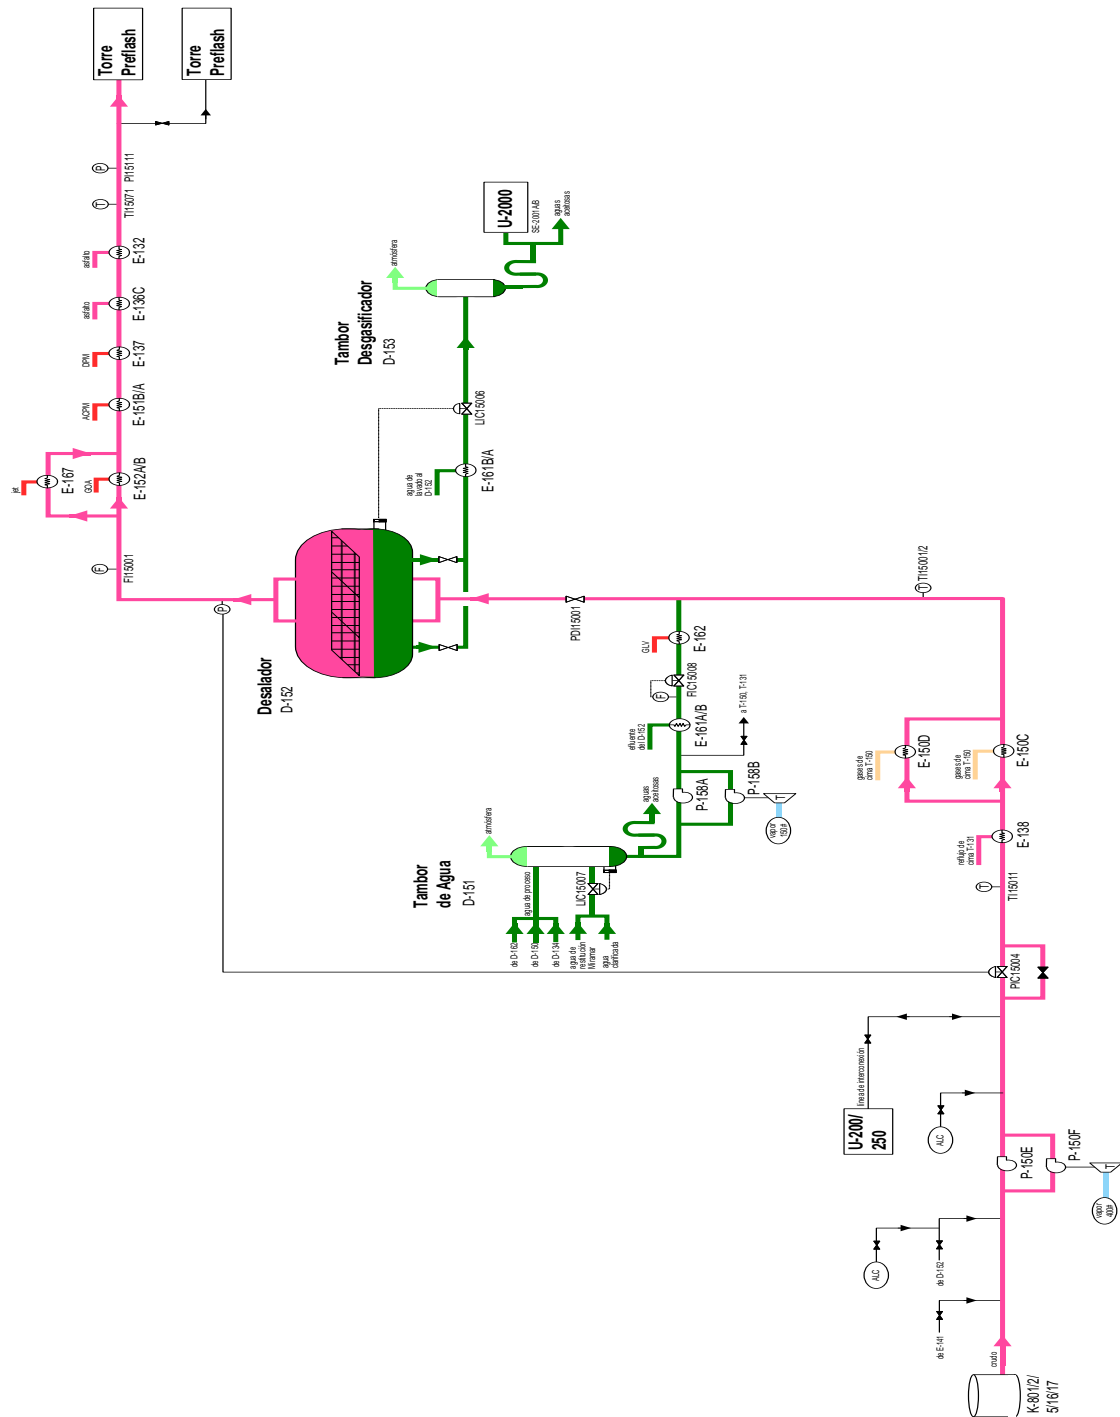 Torre
Preflash
Torre
Preflash
P
PI15111
T
TI15071
asfalto
E-132
asfalto
E-136C
DPM
E-137
ACPM
E-151B/A
jet
E-167
GOA
E-152A/B
F
FI15001
P
U-2000
SE-2001A/B
aguas
aceitosas
atmósfera
Tambor
Desgasificador
D-153
LIC15006
agua de
lavado al
D-152
E-161B/A
Desalador
D-152
PDI15001
T
TI15001/2
GLV
E-162
F
FIC15008
efluente
del D-152
E-161A/B
a T-150, T-131
P-158A
P-158B
T
vapor
150#
aguas
aceitosas
atmósfera
Tambor
de Agua
D-151
agua de proceso
LIC15007
de D-162
de D-150
de D-134
agua de
restitución
Miramar
agua
clarificada
gases de
cima T-150
E-150D
gases de
cima T-150
E-150C
reflujo de
cima T-131
E-138
T
TI15011
PIC15004
línea de interconexión
U-200/
250
ALC
P-150E
P-150F
T
vapor
400#
ALC
de D-152
de E-141
crudo
K-801/2/
5/16/17